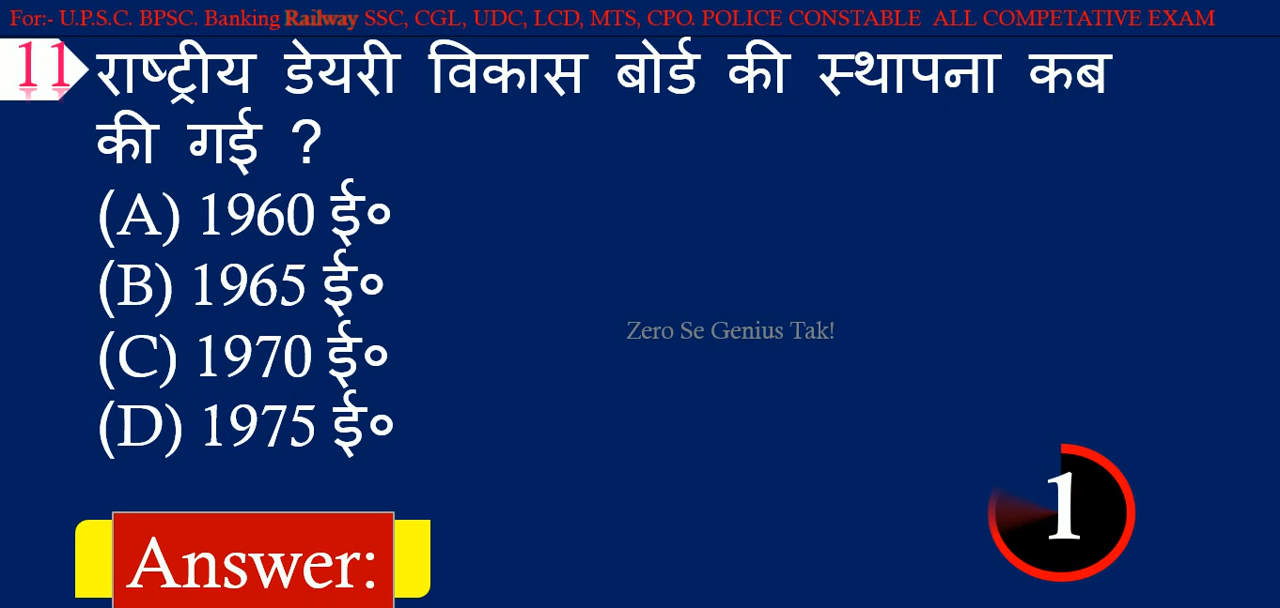 For:- U.P.S.C. BPSC. Banking Railway SSC, CGL, UDC, LCD, MTS, CPO. POLICE CONSTABLE ALL COMPETATIVE EXAM
11 राष्ट्रीय डेयरी विकास बोर्ड की स्थापना कब
की गई ?
(A) 1960 ई०
(B) 1965 ई०
Zero Se Genius Tak!
(C) 1970 ई०
(D) 1975 ई०
1
Answer: